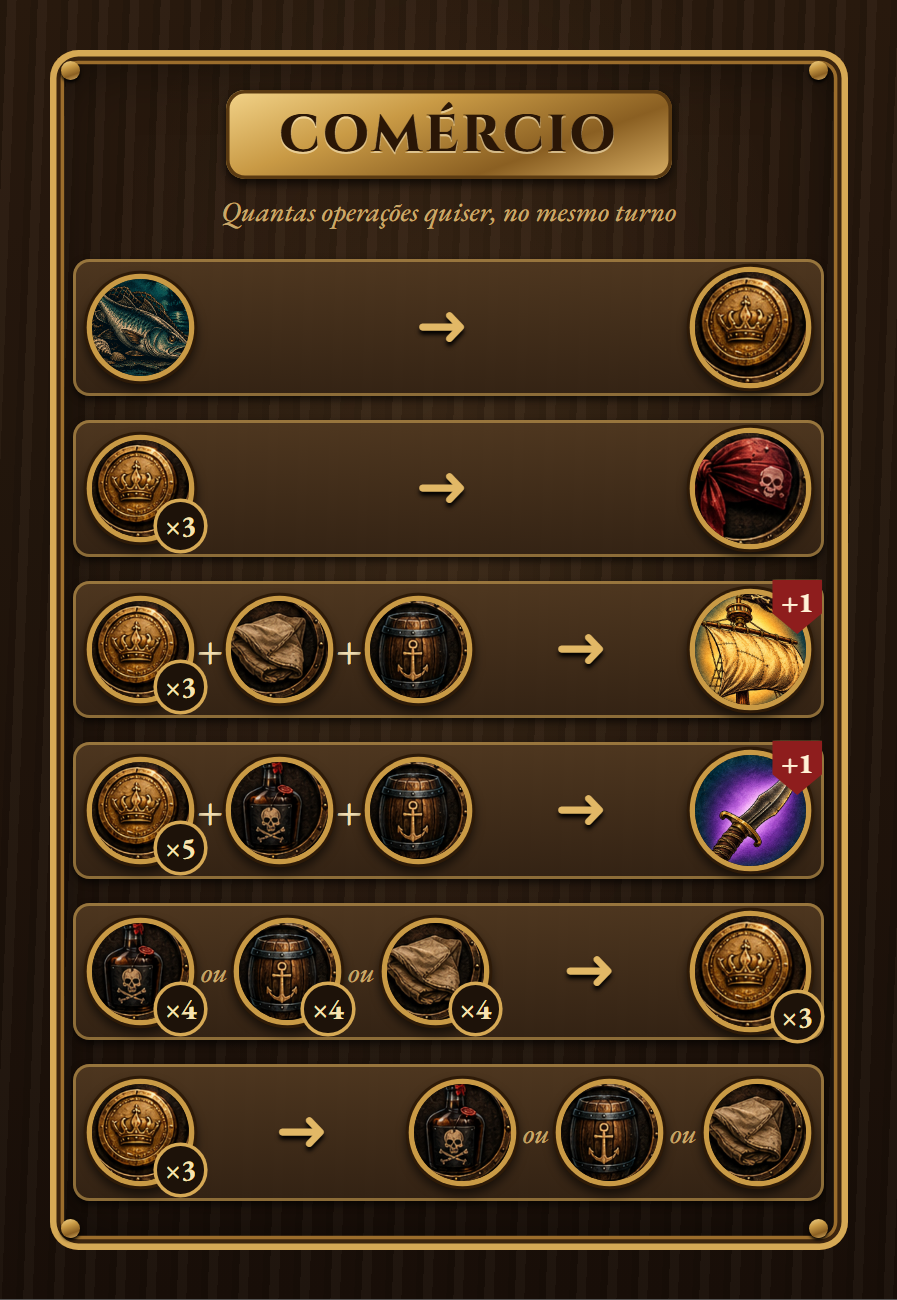 COMÉRCIO
Quantas operações quiser, no mesmo turno
×3
×3 + + +1
×5 + + +1
×4 ou ×4 ou ×4 ×3
×3 ou ou